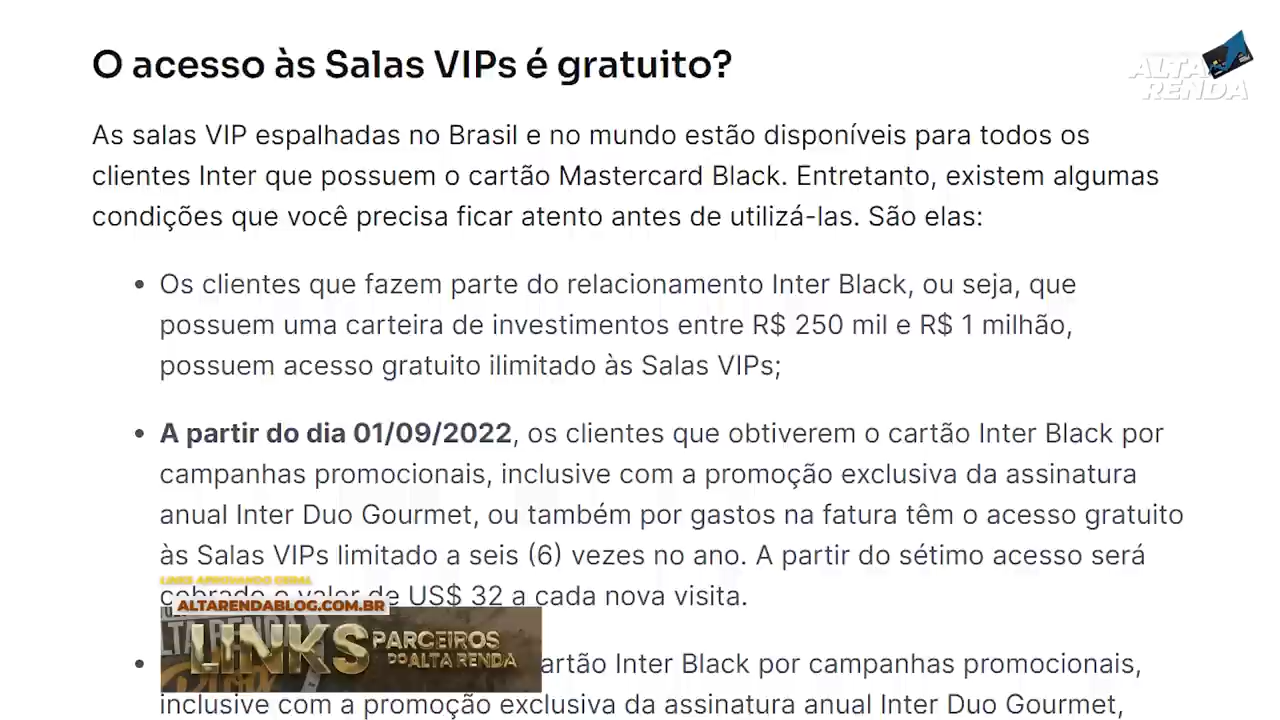 O acesso às Salas VIPs é gratuito?
ALTA
RENDA
As salas VIP espalhadas no Brasil e no mundo estão disponíveis para todos os
clientes Inter que possuem o cartão Mastercard Black. Entretanto, existem algumas
condições que você precisa ficar atento antes de utilizá-las. São elas:
• Os clientes que fazem parte do relacionamento Inter Black, ou seja, que
possuem uma carteira de investimentos entre R$ 250 mil e R$ 1 milhão,
possuem acesso gratuito ilimitado às Salas VIPs;
• A partir do dia 01/09/2022, os clientes que obtiverem o cartão Inter Black por
campanhas promocionais, inclusive com a promoção exclusiva da assinatura
anual Inter Duo Gourmet, ou também por gastos na fatura têm o acesso gratuito
às Salas VIPs limitado a seis (6) vezes no ano. A partir do sétimo acesso será
cobrado o valor de US$ 32 a cada nova visita.
ALTARENDABLOG.COM.BR
LINKS PARCEIROS
DO ALTA RENDA
• artão Inter Black por campanhas promocionais,
inclusive com a promoção exclusiva da assinatura anual Inter Duo Gourmet,